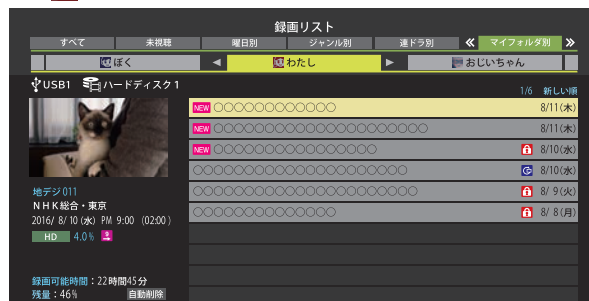 録画リスト
すべて 未視聴 曜日別 ジャンル別 連ドラ別 « マイフォルダ別 »
ぼく ◀ わたし ▶ おじいちゃん
USB1 ハードディスク1
1/6 新しい順
NEW ○○○○○○○○○○○○ 8/11(木)
NEW ○○○○○○○○○○○○○○○○○○○○○ 8/11(木)
NEW ○○○○○○○○○○○○○○○○ 8/10(水)
○○○○○○○○○○○○○○○○○○○○○ 8/10(水)
○○○○○○○○○○○○○○○○○○○○○○ 8/ 9(火)
○○○○○○○○○○○○○○ 8/ 8(月)
地デジ011
NHK総合・東京
2016/ 8/10(水) PM 9:00 (02:00)
HD 4.0%
録画可能時間：22時間45分
残量：46% 自動削除